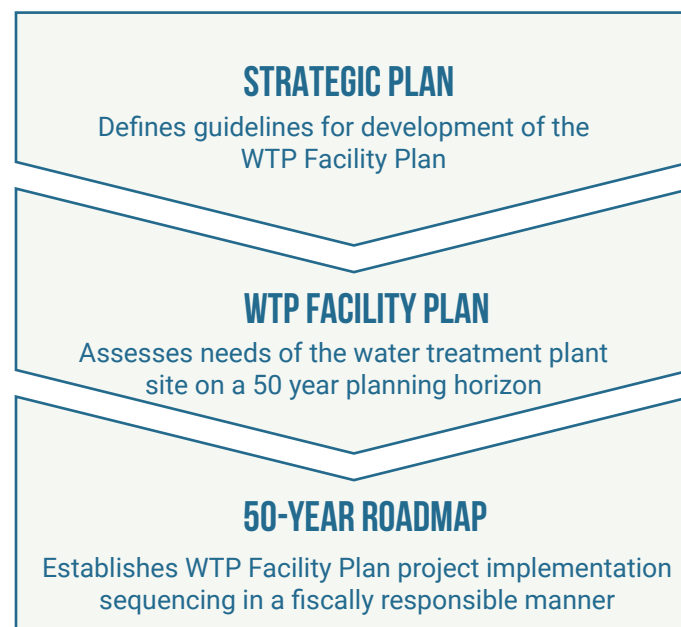 STRATEGIC PLAN
Defines guidelines for development of the
WTP Facility Plan
WTP FACILITY PLAN
Assesses needs of the water treatment plant
site on a 50 year planning horizon
50-YEAR ROADMAP
Establishes WTP Facility Plan project implementation
sequencing in a fiscally responsible manner